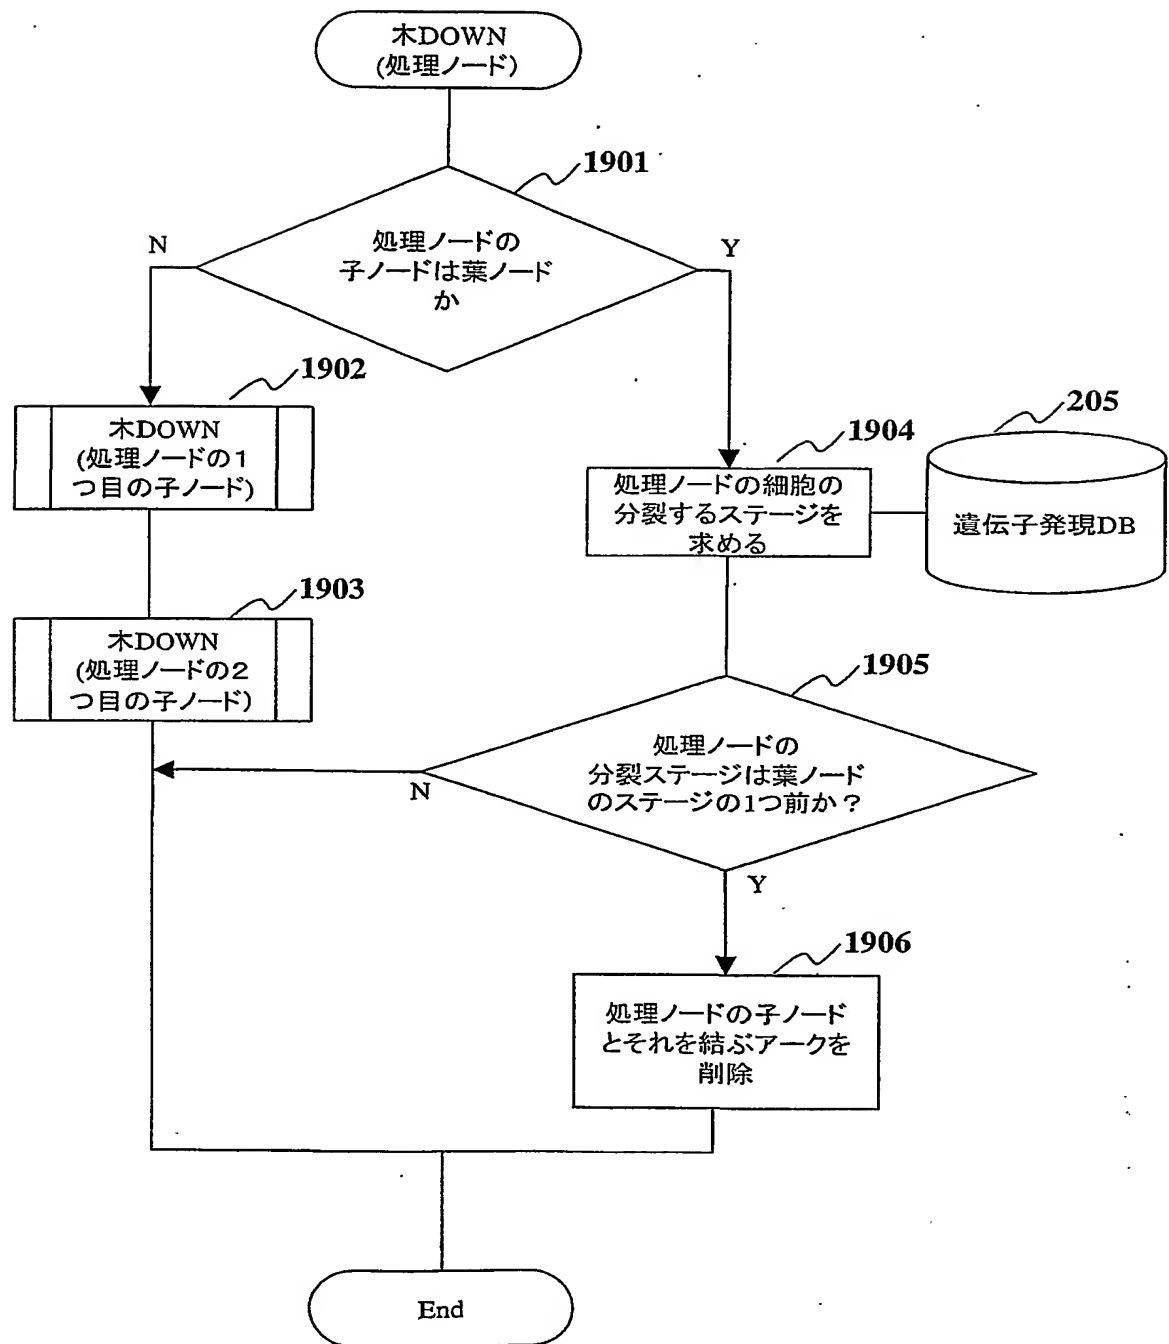 木DOWN
(処理ノード)
1901
処理ノードの
子ノードは葉ノード
か
N
Y
1902
木DOWN
(処理ノードの1
つ目の子ノード)
1904
処理ノードの細胞の
分裂するステージを
求める
205
遺伝子発現DB
1903
木DOWN
(処理ノードの2
つ目の子ノード)
1905
処理ノードの
分裂ステージは葉ノード
のステージの1つ前か？
N
Y
1906
処理ノードの子ノード
とそれを結ぶアークを
削除
End